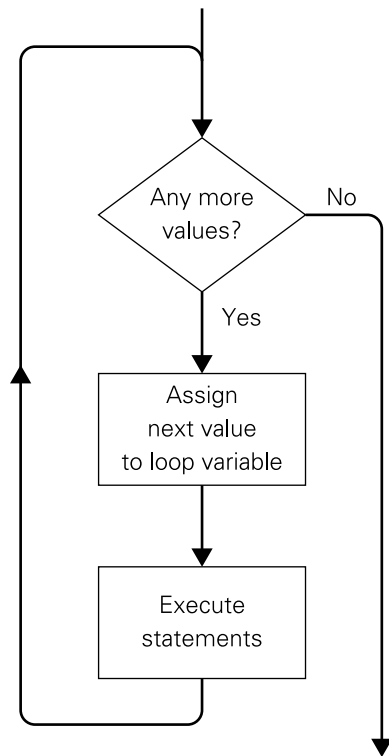 Any more
values?
No
Yes
Assign
next value
to loop variable
Execute
statements